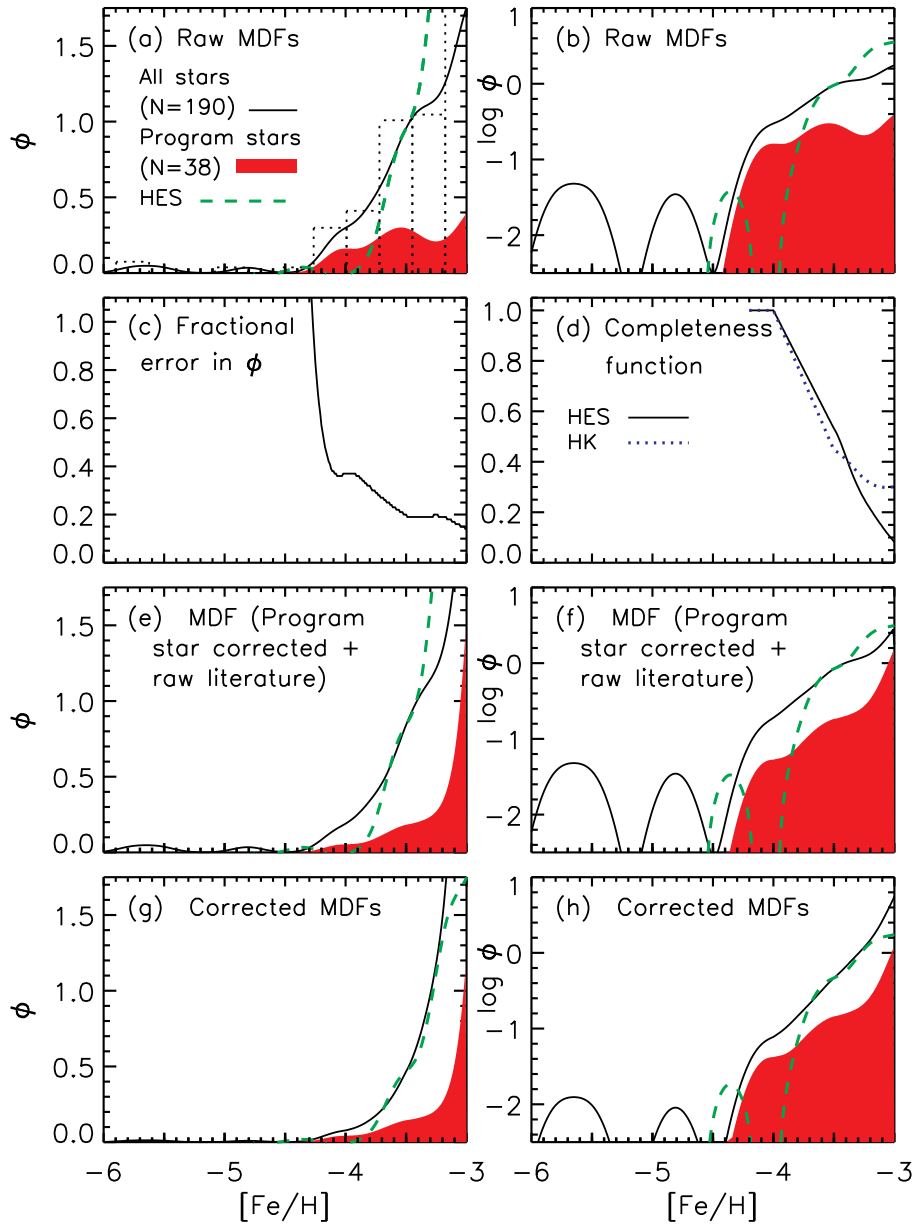 (a) Raw MDFs
All stars
(N=190)
Program stars
(N=38)
HES
ϕ
1.5
1.0
0.5
0.0
(b) Raw MDFs
log ϕ
1
0
−1
−2
(c) Fractional
error in ϕ
1.0
0.8
0.6
0.4
0.2
0.0
(d) Completeness
function
HES
HK
1.0
0.8
0.6
0.4
0.2
0.0
(e) MDF (Program
star corrected +
raw literature)
ϕ
1.5
1.0
0.5
0.0
(f) MDF (Program
star corrected +
raw literature)
log ϕ
1
0
−1
−2
(g) Corrected MDFs
ϕ
1.5
1.0
0.5
0.0
(h) Corrected MDFs
log ϕ
1
0
−1
−2
−6 −5 −4 −3
[Fe/H]
−6 −5 −4 −3
[Fe/H]